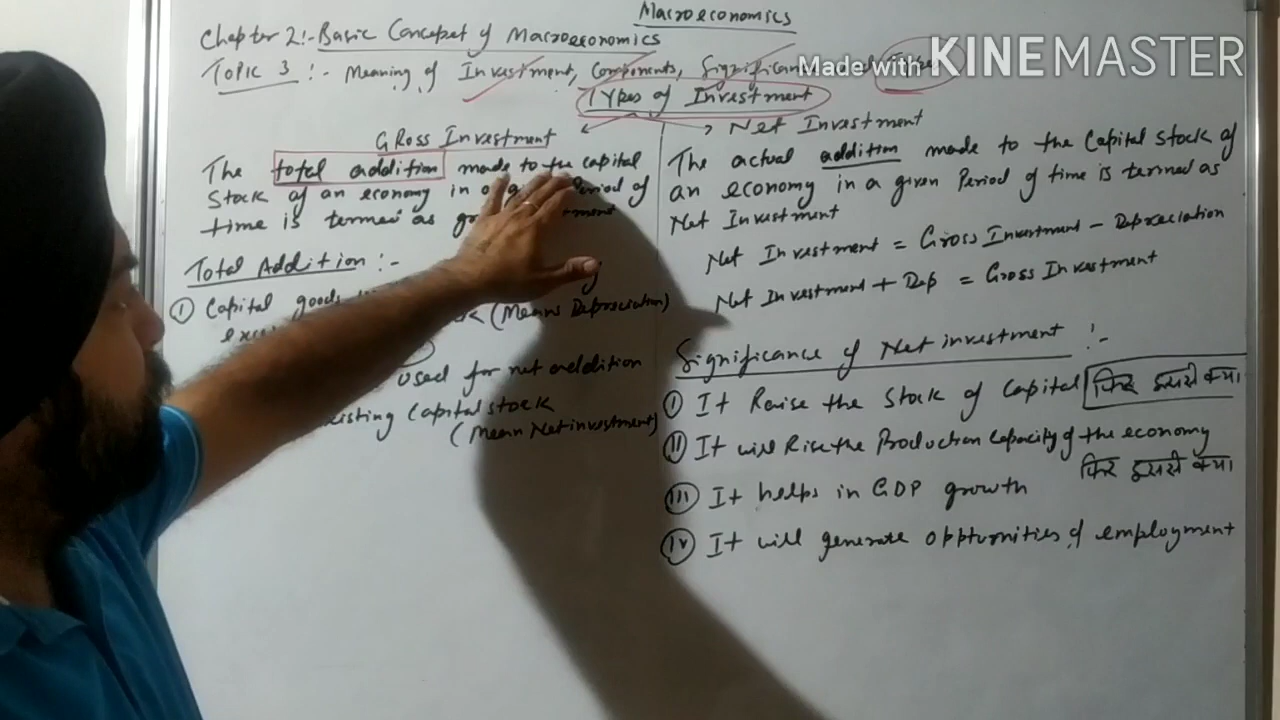 Macroeconomics
Chapter 2:- Basic Concepet of Macroeconomics
Topic 3 :- Meaning of Investment, Components, Significance
Made with KINEMASTER
Types of Investment
GRoss Investment
The total addition made to the capital
Stock of an economy in a Period of
time is termed as
Total Addition :-
① Capital goods
(Means Depreciation)
used for net addition
existing Capital stock
(Mean Net investment)
Net Investment
The actual addition made to the Capital Stock of
an economy in a given Period of time is termed as
Net Investment
Net Investment = Gross Investment - Depreciation
Net Investment + Dep = Gross Investment
Significance of Net investment :-
(I) It Raise the Stock of Capital फिर इससे क्या
(II) It will Rise the Production Capacity of the economy
फिर इससे क्या
(III) It helps in GDP growth
(IV) It will generate oppturnities of employment